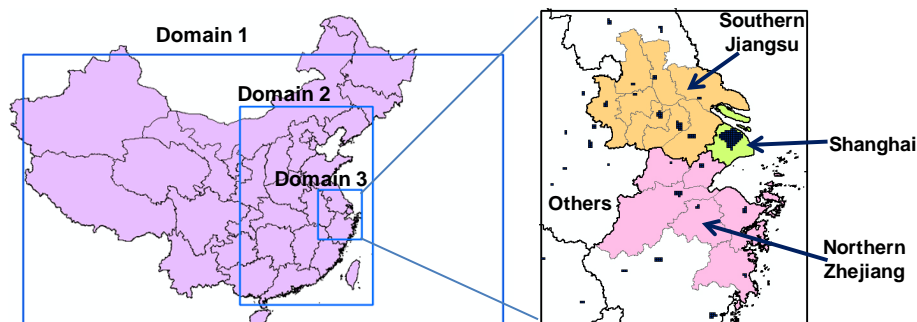 Domain 1
Domain 2
Domain 3
Southern
Jiangsu
Shanghai
Others
Northern
Zhejiang